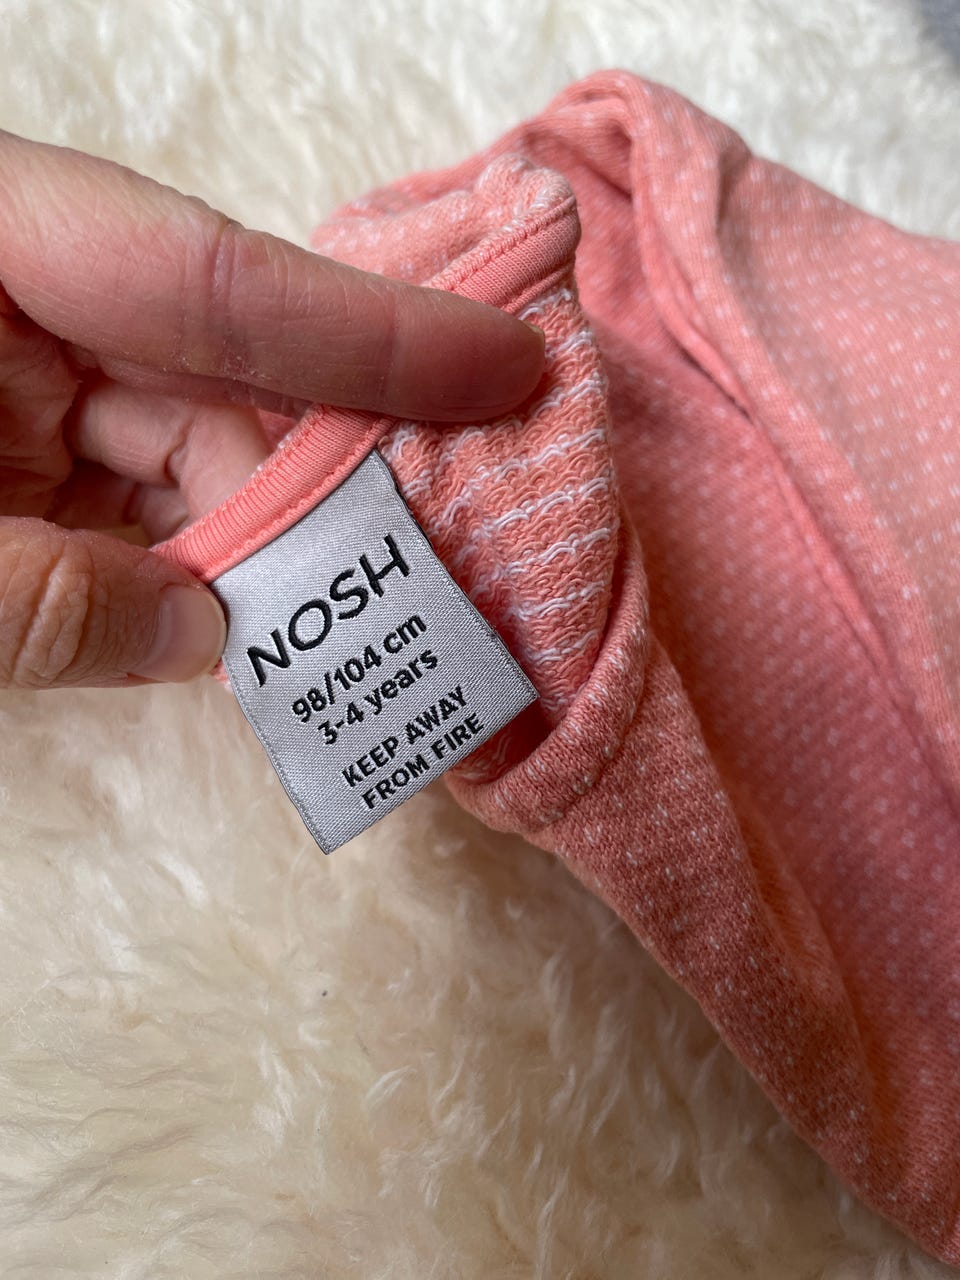 NOSH
98/104 cm
3-4 years
KEEP AWAY
FROM FIRE